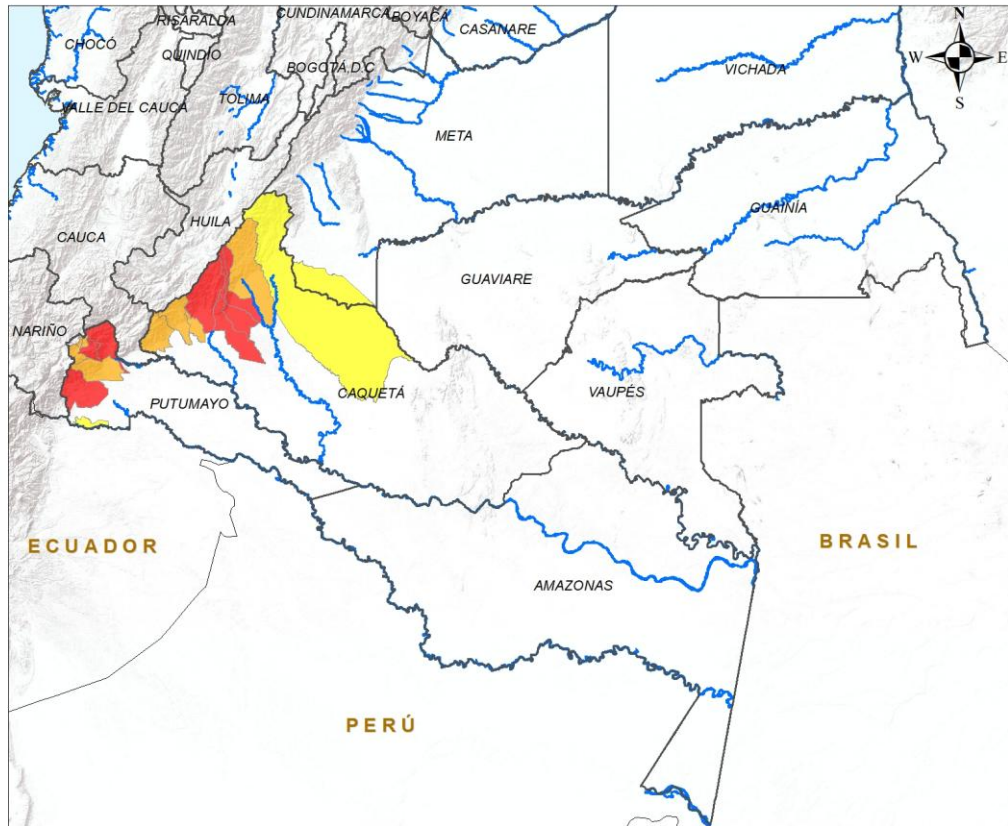 RISARALDA
CUNDINAMARCA
BOYACÁ
CASANARE
N
CHOCÓ
QUINDÍO
BOGOTÁ D.C
VICHADA
W
E
S
VALLE DEL CAUCA
TOLIMA
META
HUILA
GUAINÍA
CAUCA
GUAVIARE
NARIÑO
CAQUETÁ
VAUPÉS
PUTUMAYO
ECUADOR
BRASIL
AMAZONAS
PERÚ